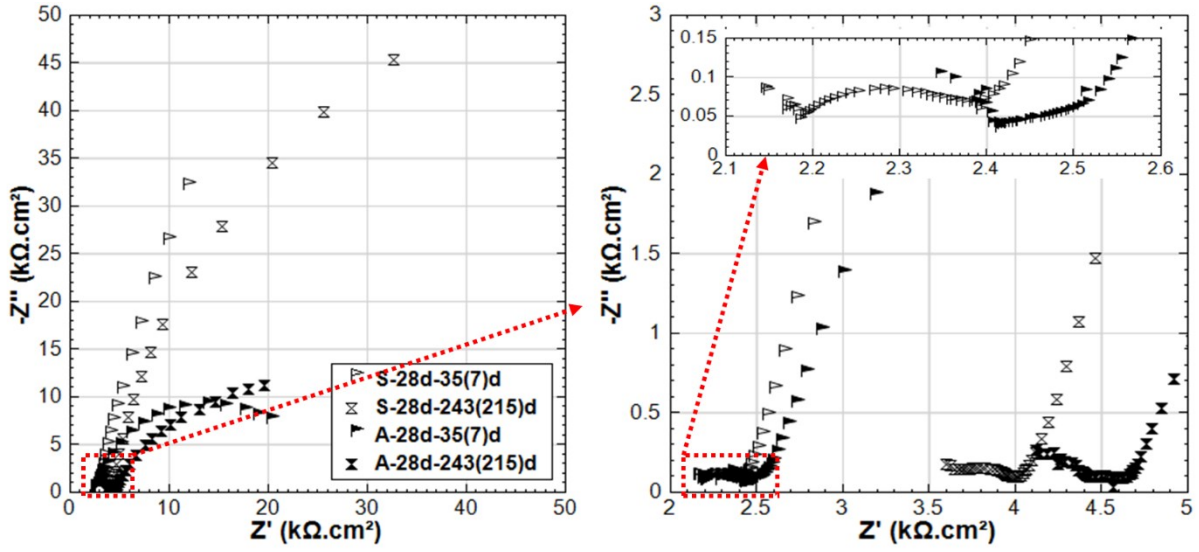 50
45
40
35
30
25
20
15
10
5
0
-Z'' (kΩ.cm²)
0 10 20 30 40 50
Z' (kΩ.cm²)
S-28d-35(7)d
S-28d-243(215)d
A-28d-35(7)d
A-28d-243(215)d
3
2.5
2
1.5
1
0.5
0
-Z'' (kΩ.cm²)
2 2.5 3 3.5 4 4.5 5
Z' (kΩ.cm²)
0.15
0.1
0.05
0
2.1 2.2 2.3 2.4 2.5 2.6